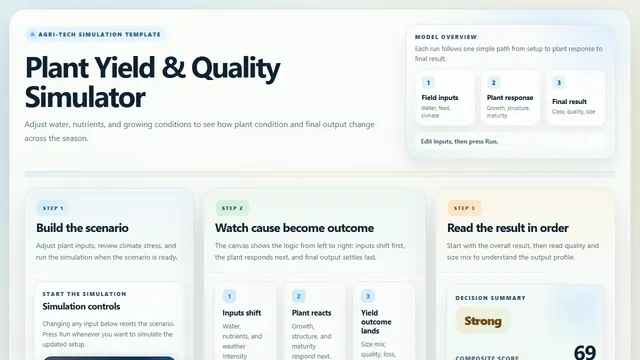 AGRI-TECH SIMULATION TEMPLATE
Plant Yield & Quality
Simulator
Adjust water, nutrients, and growing conditions to see how plant condition and final output change
across the season.
MODEL OVERVIEW
Each run follows one simple path from setup to plant response to
final result.
1
Field inputs
Water, feed,
climate
2
Plant response
Growth, structure,
maturity
3
Final result
Class, quality, size
Edit inputs, then press Run.
STEP 1
Build the scenario
Adjust plant inputs, review climate stress, and
run the simulation when the scenario is ready.
START THE SIMULATION
Simulation controls
Changing any input below resets the scenario.
Press Run whenever you want to simulate the
updated setup.
STEP 2
Watch cause become outcome
The canvas shows the logic from left to right: inputs shift first,
the plant responds next, and final output settles last.
1
Inputs shift
Water,
nutrients, and
weather
intensity
2
Plant reacts
Growth,
structure, and
maturity
respond next.
3
Yield
outcome
lands
Size mix,
quality, loss,
STEP 3
Read the result in order
Start with the overall result, then read quality and
size mix to understand the output profile.
DECISION SUMMARY
Strong
COMPOSITE SCORE
69